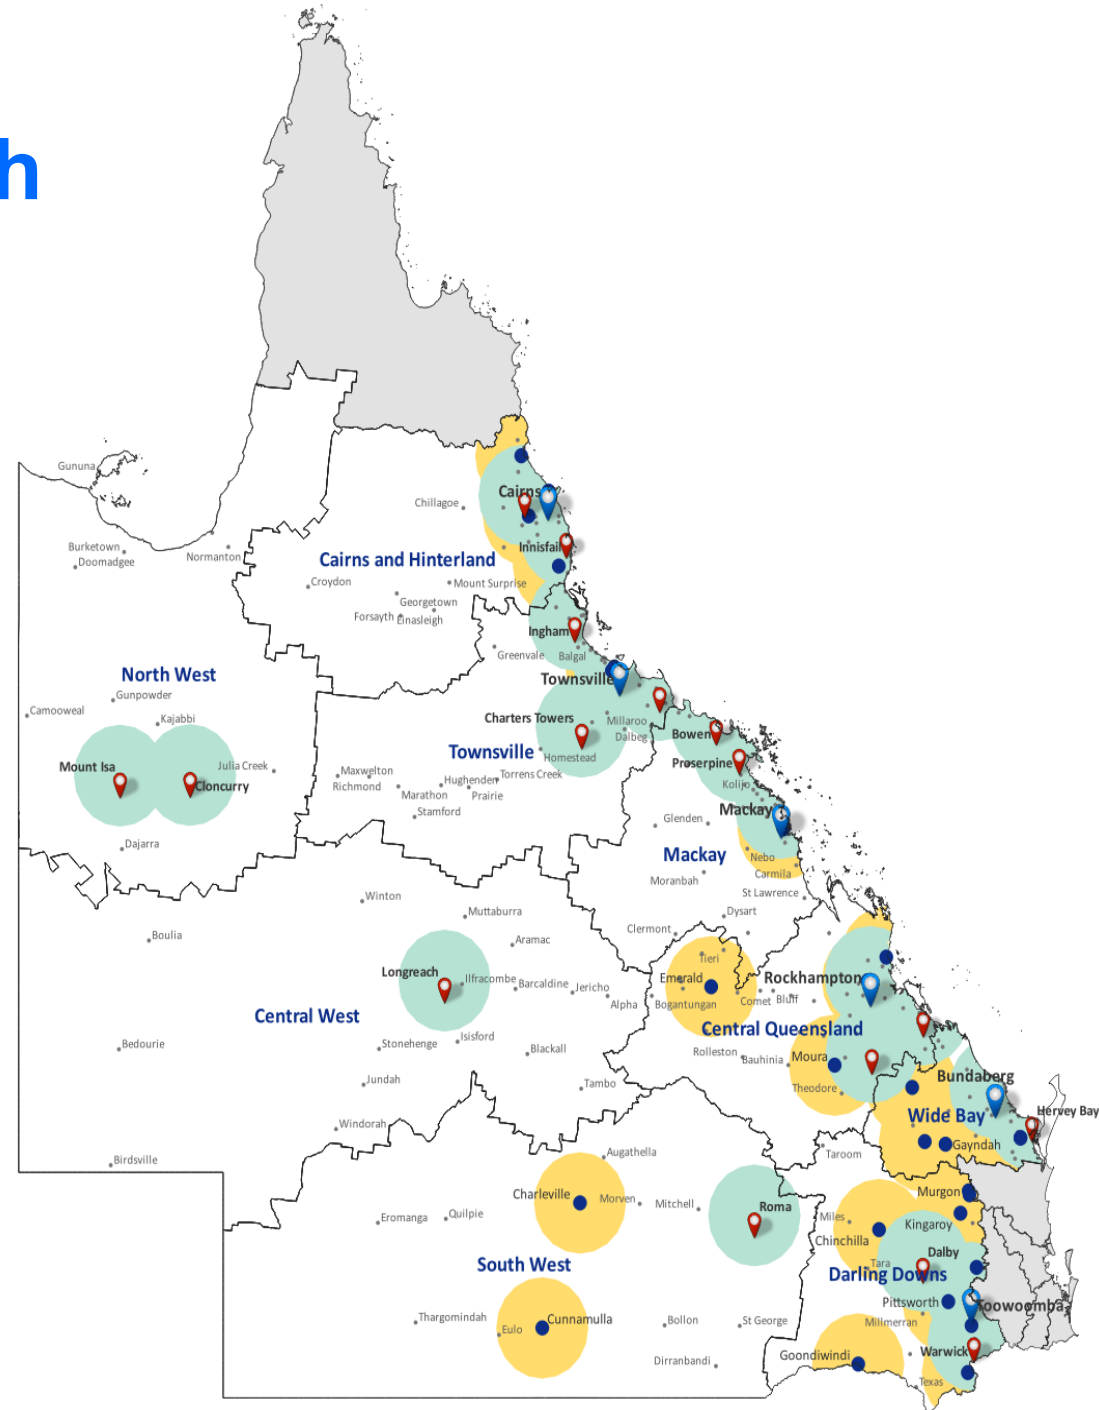 h
Gununa
Cairns
Chillagoe
Burketown
Doomadgee
Normanton
Innisfail
Cairns and Hinterland
Croydon
Mount Surprise
Georgetown
Forsayth
Einasleigh
Ingham
Greenvale
Balgal
North West
Townsville
Gunpowder
Camooweal
Kajabbi
Charters Towers
Millaroo
Dalbeg
Bowen
Townsville
Homestead
Mount Isa
Julia Creek
Proserpine
Cloncurry
Maxwelton
Richmond
Hughenden
Torrens Creek
Marathon
Prairie
Stamford
Kolijo
Mackay
Glenden
Dajarra
Mackay
Nebo
Carmila
Moranbah
St Lawrence
Winton
Muttaburra
Dysart
Clermont
Boulia
Aramac
Tieri
Longreach
Ilfracombe
Barcaldine
Jericho
Alpha
Emerald
Bogantungan
Comet
Bluff
Rockhampton
Central West
Central Queensland
Isisford
Stonehenge
Blackall
Bedourie
Rolleston
Bauhinia
Moura
Theodore
Bundaberg
Jundah
Tambo
Wide Bay
Hervey Bay
Windorah
Gayndah
Augathella
Taroom
Birdsville
Charleville
Morven
Mitchell
Roma
Murgon
Eromanga
Quilpie
Miles
Kingaroy
Chinchilla
Dalby
South West
Tara
Darling Downs
Pittsworth
Toowoomba
Thargomindah
Eulo
Cunnamulla
Bollon
St George
Millmerran
Goondiwindi
Warwick
Dirranbandi
Texas